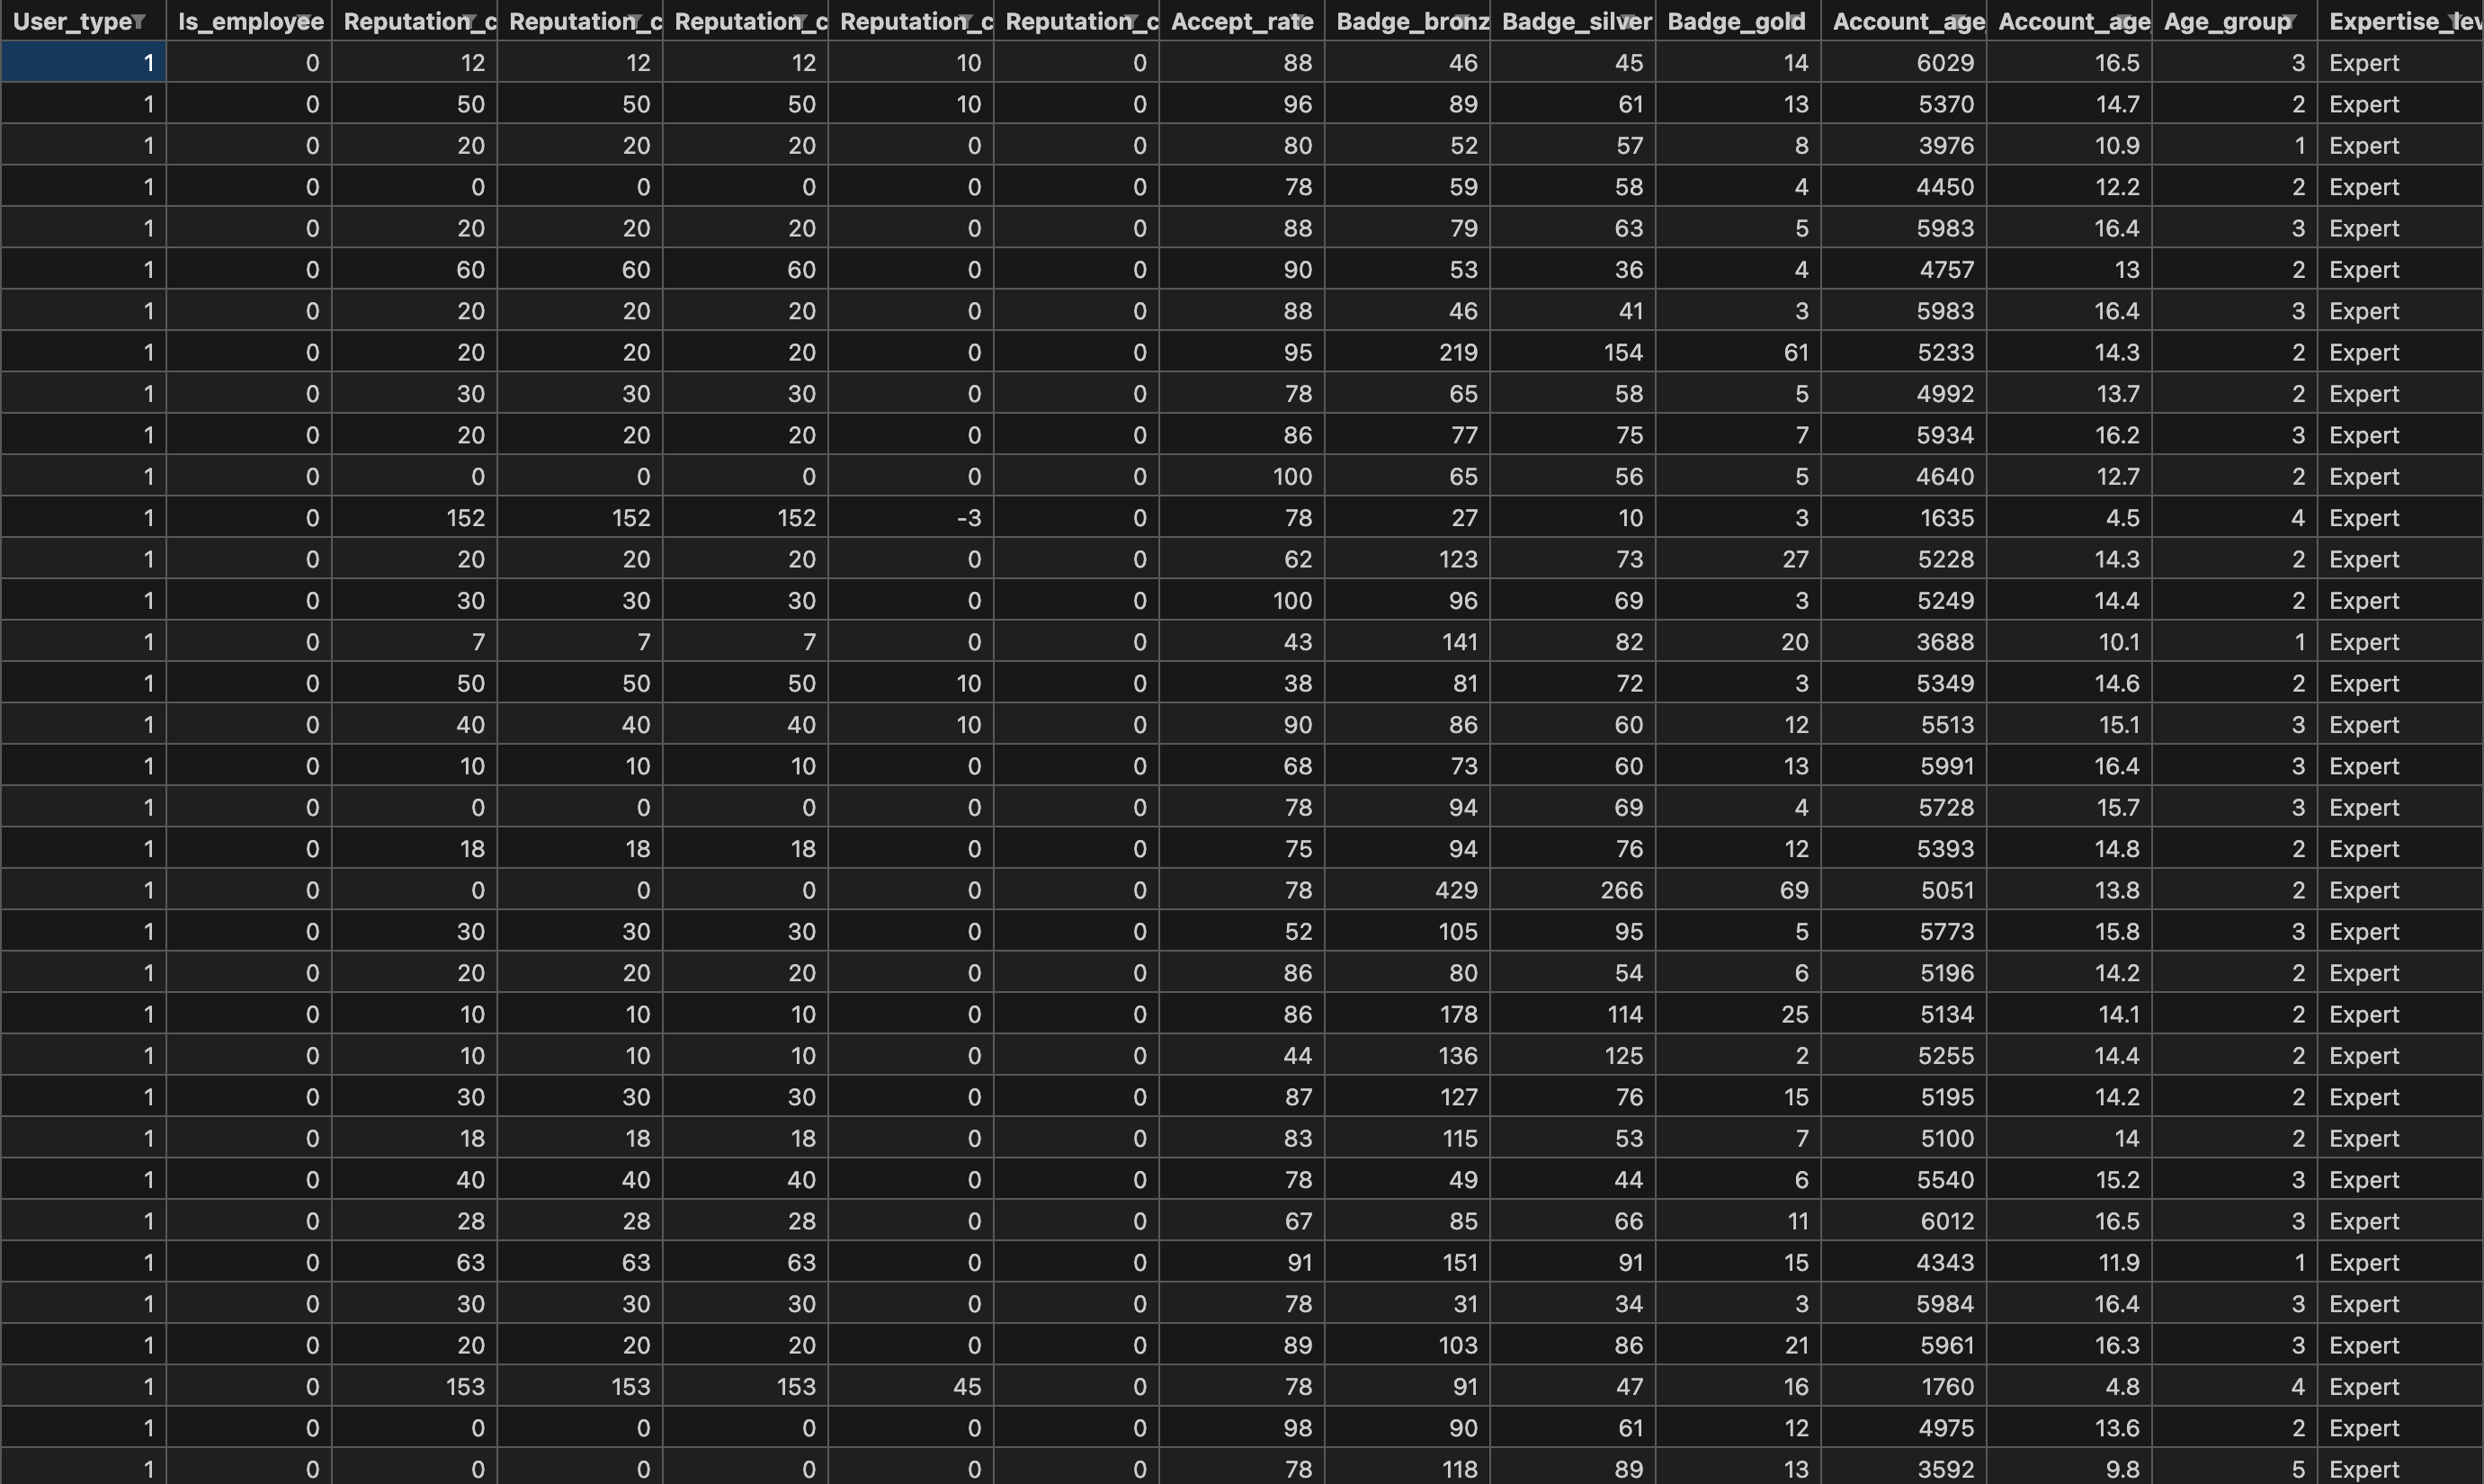 User_type Is_employee Reputation_c Reputation_c Reputation_c Reputation_c Reputation_c Accept_rate Badge_bronz Badge_silver Badge_gold Account_age Account_age Age_group Expertise_lev
1 0 12 12 12 10 0 88 46 45 14 6029 16.5 3 Expert
1 0 50 50 50 10 0 96 89 61 13 5370 14.7 2 Expert
1 0 20 20 20 0 0 80 52 57 8 3976 10.9 1 Expert
1 0 0 0 0 0 0 78 59 58 4 4450 12.2 2 Expert
1 0 20 20 20 0 0 88 79 63 5 5983 16.4 3 Expert
1 0 60 60 60 0 0 90 53 36 4 4757 13 2 Expert
1 0 20 20 20 0 0 88 46 41 3 5983 16.4 3 Expert
1 0 20 20 20 0 0 95 219 154 61 5233 14.3 2 Expert
1 0 30 30 30 0 0 78 65 58 5 4992 13.7 2 Expert
1 0 20 20 20 0 0 86 77 75 7 5934 16.2 3 Expert
1 0 0 0 0 0 0 100 65 56 5 4640 12.7 2 Expert
1 0 152 152 152 -3 0 78 27 10 3 1635 4.5 4 Expert
1 0 20 20 20 0 0 62 123 73 27 5228 14.3 2 Expert
1 0 30 30 30 0 0 100 96 69 3 5249 14.4 2 Expert
1 0 7 7 7 0 0 43 141 82 20 3688 10.1 1 Expert
1 0 50 50 50 10 0 38 81 72 3 5349 14.6 2 Expert
1 0 40 40 40 10 0 90 86 60 12 5513 15.1 3 Expert
1 0 10 10 10 0 0 68 73 60 13 5991 16.4 3 Expert
1 0 0 0 0 0 0 78 94 69 4 5728 15.7 3 Expert
1 0 18 18 18 0 0 75 94 76 12 5393 14.8 2 Expert
1 0 0 0 0 0 0 78 429 266 69 5051 13.8 2 Expert
1 0 30 30 30 0 0 52 105 95 5 5773 15.8 3 Expert
1 0 20 20 20 0 0 86 80 54 6 5196 14.2 2 Expert
1 0 10 10 10 0 0 86 178 114 25 5134 14.1 2 Expert
1 0 10 10 10 0 0 44 136 125 2 5255 14.4 2 Expert
1 0 30 30 30 0 0 87 127 76 15 5195 14.2 2 Expert
1 0 18 18 18 0 0 83 115 53 7 5100 14 2 Expert
1 0 40 40 40 0 0 78 49 44 6 5540 15.2 3 Expert
1 0 28 28 28 0 0 67 85 66 11 6012 16.5 3 Expert
1 0 63 63 63 0 0 91 151 91 15 4343 11.9 1 Expert
1 0 30 30 30 0 0 78 31 34 3 5984 16.4 3 Expert
1 0 20 20 20 0 0 89 103 86 21 5961 16.3 3 Expert
1 0 153 153 153 45 0 78 91 47 16 1760 4.8 4 Expert
1 0 0 0 0 0 0 98 90 61 12 4975 13.6 2 Expert
1 0 0 0 0 0 0 78 118 89 13 3592 9.8 5 Expert